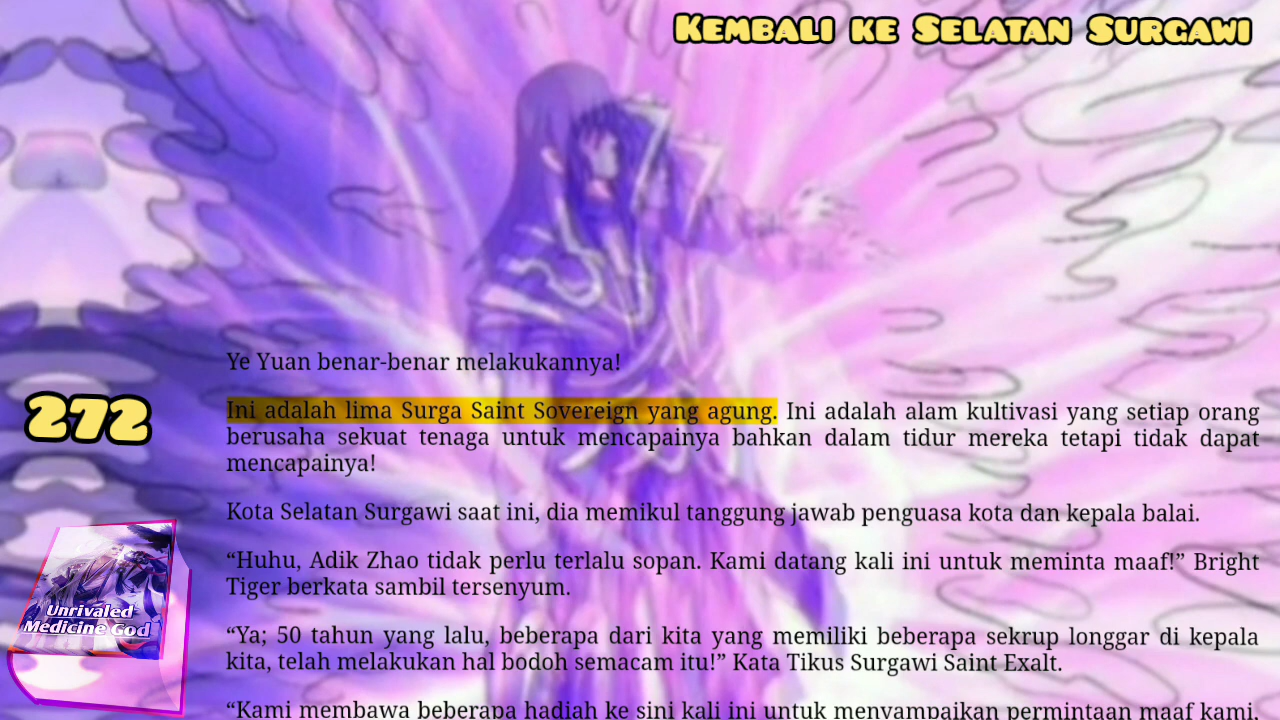 Kembali ke Selatan Surgawi
Ye Yuan benar-benar melakukannya!
Ini adalah lima Surga Saint Sovereign yang agung. Ini adalah alam kultivasi yang setiap orang
berusaha sekuat tenaga untuk mencapainya bahkan dalam tidur mereka tetapi tidak dapat
mencapainya!
272
Kota Selatan Surgawi saat ini, dia memikul tanggung jawab penguasa kota dan kepala balai.
“Huhu, Adik Zhao tidak perlu terlalu sopan. Kami datang kali ini untuk meminta maaf!” Bright
Tiger berkata sambil tersenyum.
“Ya; 50 tahun yang lalu, beberapa dari kita yang memiliki beberapa sekrup longgar di kepala
kita, telah melakukan hal bodoh semacam itu!” Kata Tikus Surgawi Saint Exalt.
“Kami membawa beberapa hadiah ke sini kali ini untuk menyampaikan permintaan maaf kami,
Unrivaled
Medicine God